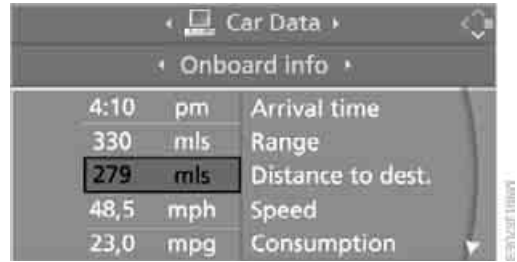 Car Data
Onboard info
4:10 pm Arrival time
330 mls Range
279 mls Distance to dest.
48,5 mph Speed
23,0 mpg Consumption